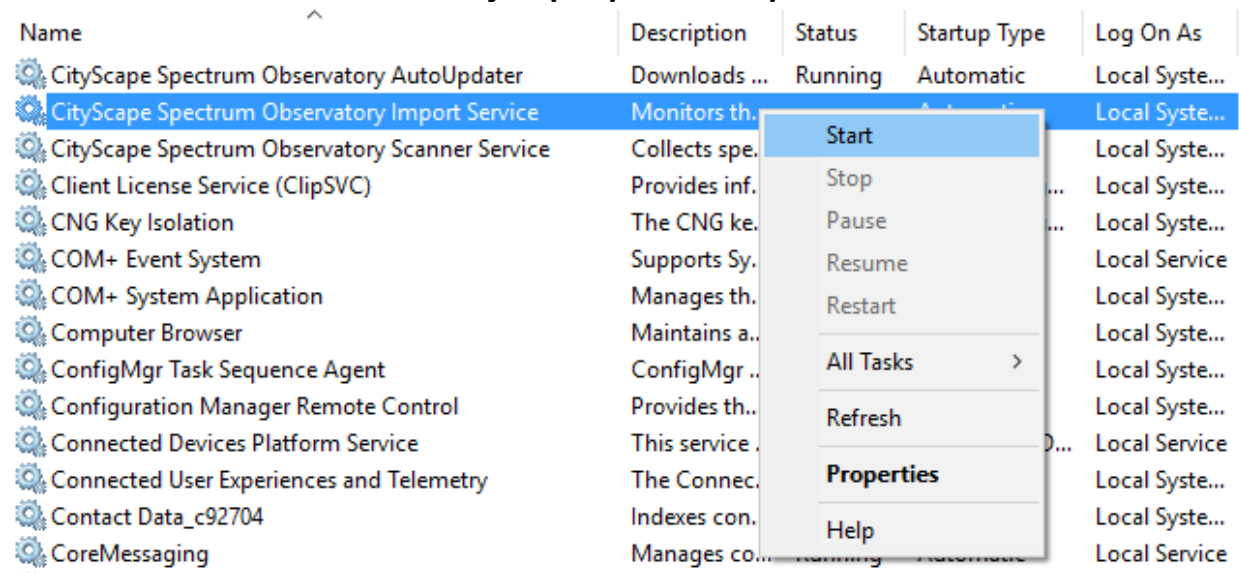 Name Description Status Startup Type Log On As
CityScape Spectrum Observatory AutoUpdater Downloads ... Running Automatic Local Syste...
CityScape Spectrum Observatory Import Service Monitors th. Local Syste...
Start
CityScape Spectrum Observatory Scanner Service Collects spe. Local Syste...
Client License Service (ClipSVC) Provides inf. Stop ... Local Syste...
CNG Key Isolation The CNG ke. Pause ... Local Syste...
COM+ Event System Supports Sy. Resume Local Service
COM+ System Application Manages th. Restart Local Syste...
Computer Browser Maintains a.. Local Syste...
ConfigMgr Task Sequence Agent ConfigMgr .. All Tasks > Local Syste...
Configuration Manager Remote Control Provides th.. Refresh Local Syste...
Connected Devices Platform Service This service . ... Local Service
Connected User Experiences and Telemetry The Connec. Properties Local Syste...
Contact Data_c92704 Indexes con. Help Local Syste...
CoreMessaging Manages co... Running Automatic Local Service